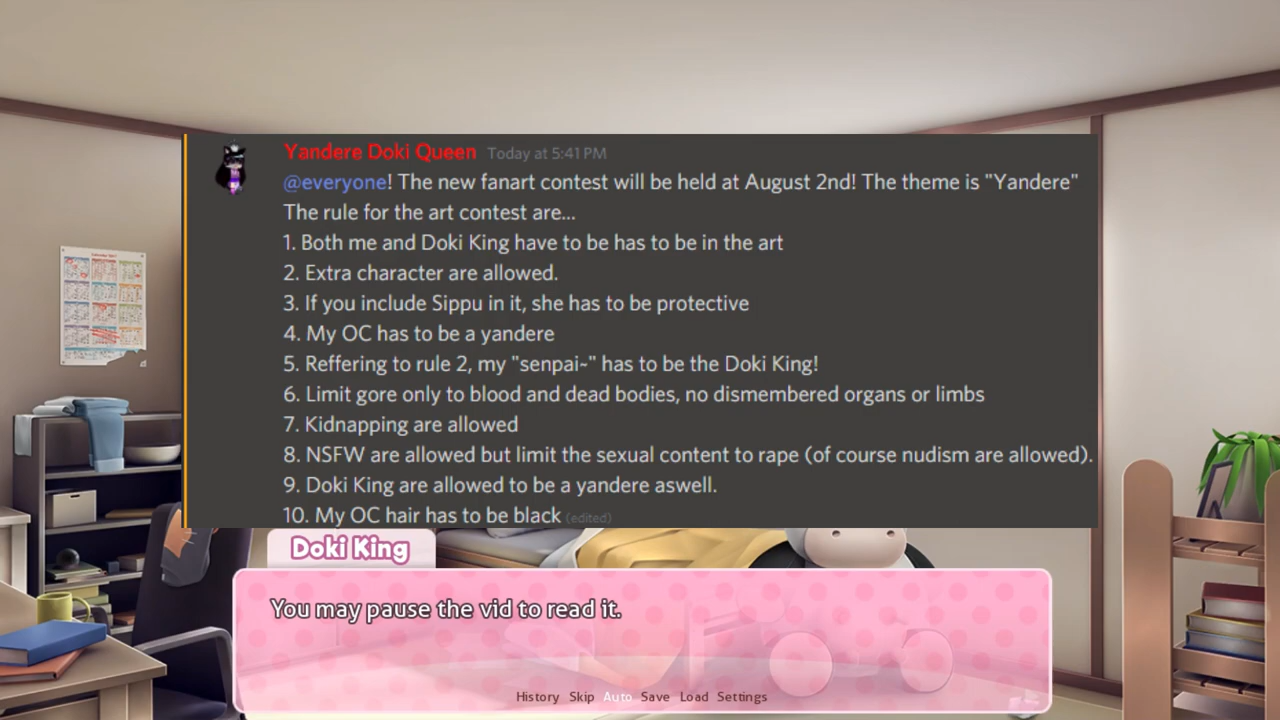 Yandere Doki Queen Today at 5:41 PM
@everyone! The new fanart contest will be held at August 2nd! The theme is "Yandere"
The rule for the art contest are...
1. Both me and Doki King have to be has to be in the art
2. Extra character are allowed.
3. If you include Sippu in it, she has to be protective
4. My OC has to be a yandere
5. Reffering to rule 2, my "senpai~" has to be the Doki King!
6. Limit gore only to blood and dead bodies, no dismembered organs or limbs
7. Kidnapping are allowed
8. NSFW are allowed but limit the sexual content to rape (of course nudism are allowed).
9. Doki King are allowed to be a yandere aswell.
10. My OC hair has to be black (edited)
Doki King
You may pause the vid to read it.
History Skip Auto Save Load Settings